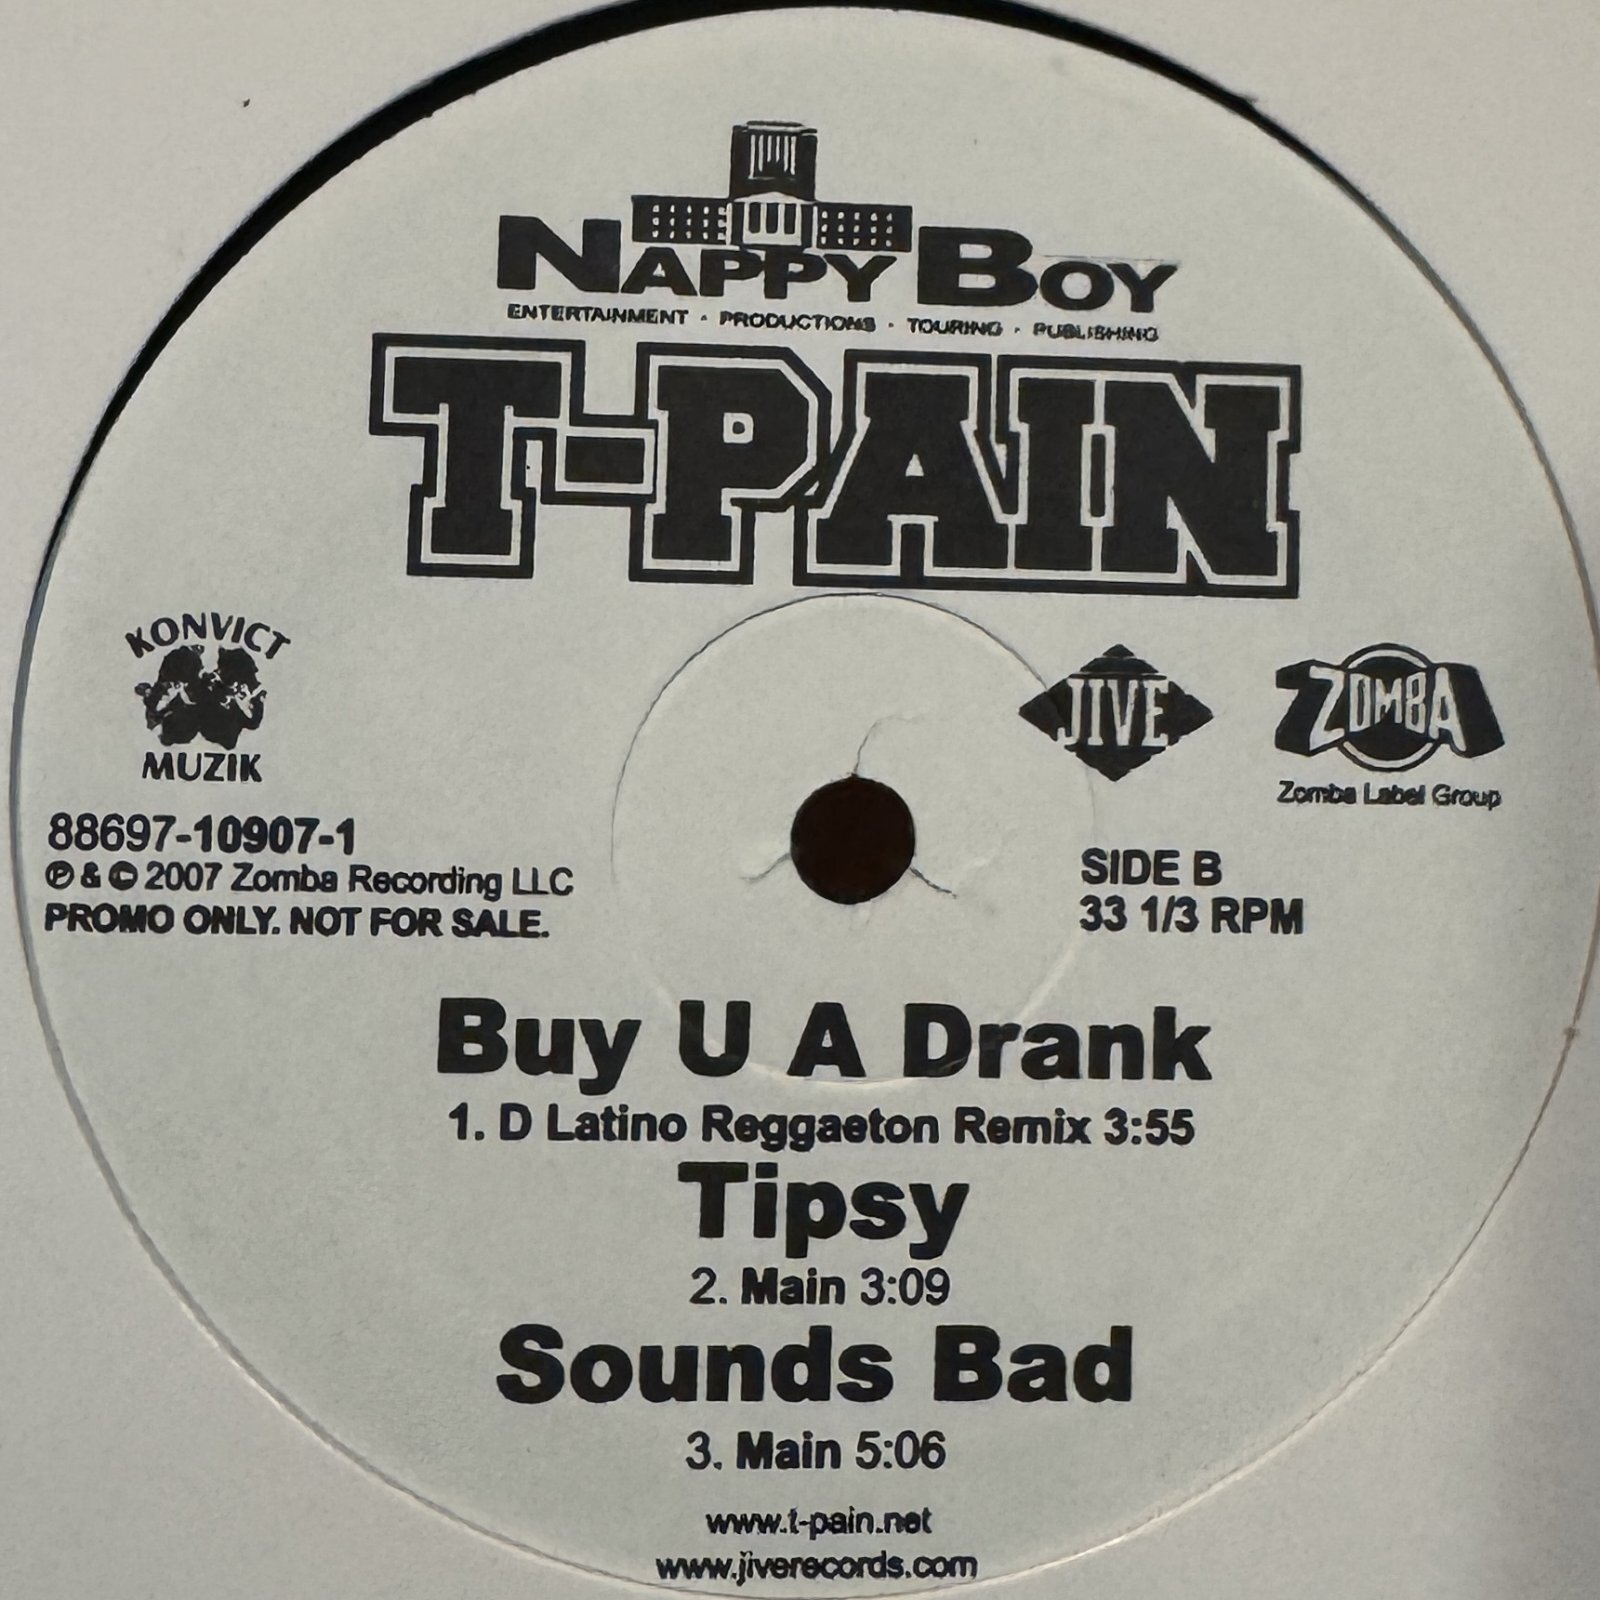 NAPPY BOY
ENTERTAINMENT · PRODUCTIONS · TOURING · PUBLISHING
T-PAIN
KONVICT
MUZIK
JIVE
ZOMBA
Zomba Label Group
88697-10907-1
℗ & © 2007 Zomba Recording LLC
PROMO ONLY. NOT FOR SALE.
SIDE B
33 1/3 RPM
Buy U A Drank
1. D Latino Reggaeton Remix 3:55
Tipsy
2. Main 3:09
Sounds Bad
3. Main 5:06
www.t-pain.net
www.jiverecords.com